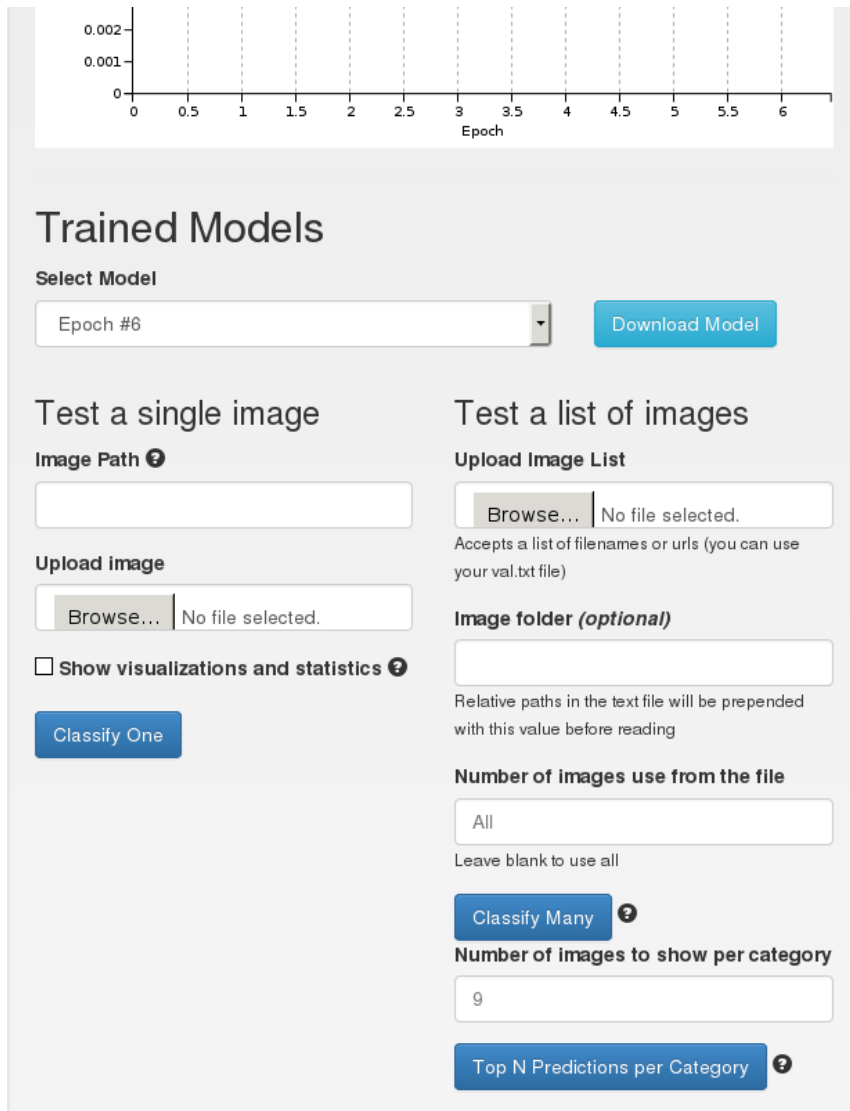 0.002
0.001
0
0 0.5 1 1.5 2 2.5 3 3.5 4 4.5 5 5.5 6
Epoch
Trained Models
Select Model
Epoch #6
Download Model
Test a single image
Image Path ?
Upload image
Browse... No file selected.
Show visualizations and statistics ?
Classify One
Test a list of images
Upload Image List
Browse... No file selected.
Accepts a list of filenames or urls (you can use
your val.txt file)
Image folder (optional)
Relative paths in the text file will be prepended
with this value before reading
Number of images use from the file
All
Leave blank to use all
Classify Many ?
Number of images to show per category
9
Top N Predictions per Category ?